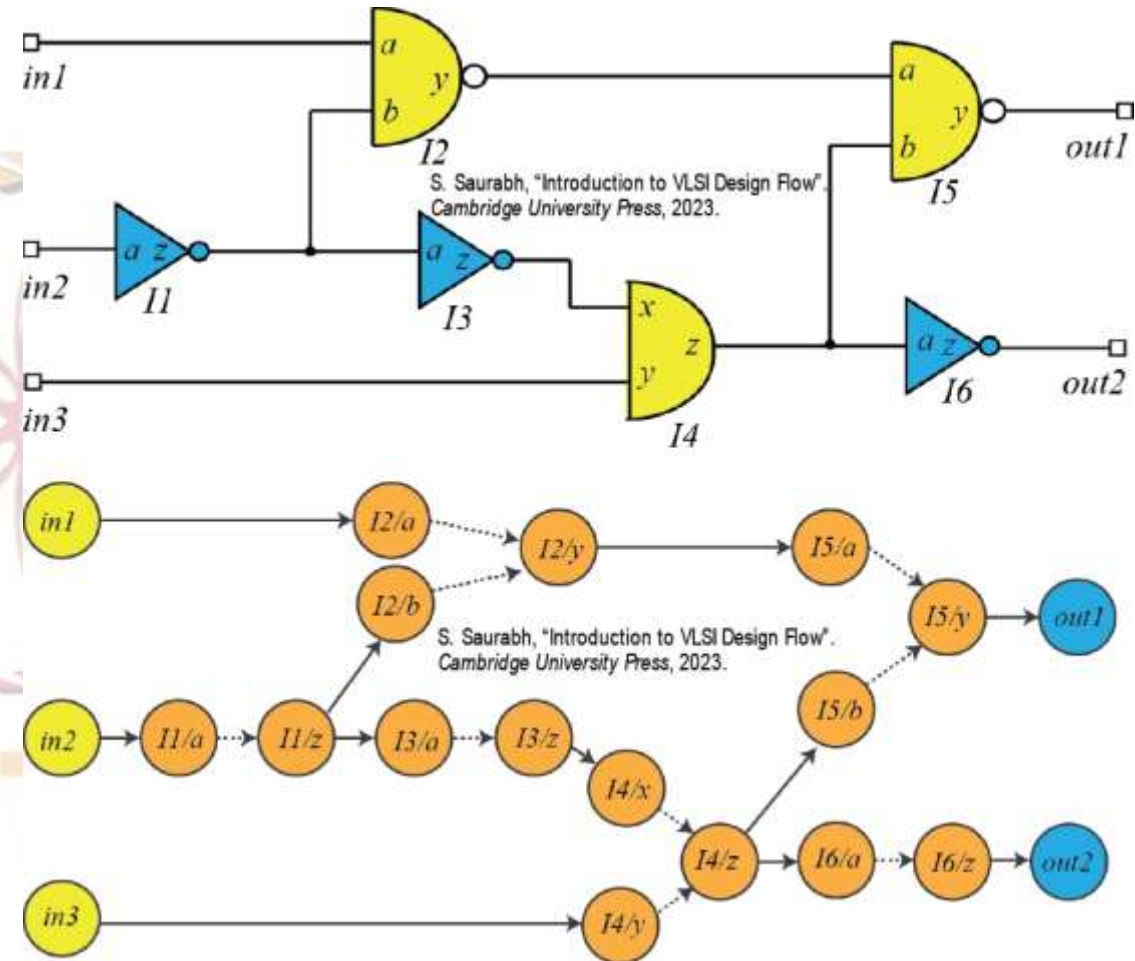 a
in1
y
a
b
y
I2
b
out1
S. Saurabh, “Introduction to VLSI Design Flow”.
Cambridge University Press, 2023.
I5
a z
a z
in2
I1
I3
x
z
a z
y
in3
I6
out2
I4
in1
I2/a
I2/y
I5/a
I2/b
I5/y
out1
S. Saurabh, “Introduction to VLSI Design Flow”.
Cambridge University Press, 2023.
I5/b
in2
I1/a
I1/z
I3/a
I3/z
I4/x
I4/z
I6/a
I6/z
out2
in3
I4/y